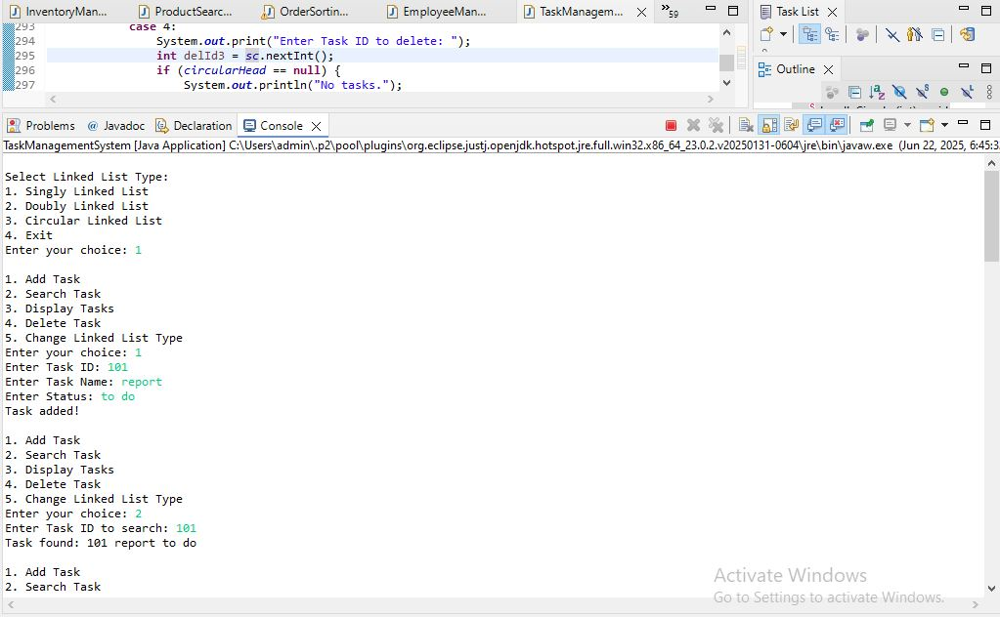 InventoryMan...
ProductSearc...
OrderSortin...
EmployeeMan...
TaskManagem...
»59
Task List
293 case 4:
294 System.out.print("Enter Task ID to delete: ");
295 int delId3 = sc.nextInt();
296 if (circularHead == null) {
297 System.out.println("No tasks.");
Outline
Problems @ Javadoc Declaration Console
TaskManagementSystem [Java Application] C:\Users\admin\.p2\pool\plugins\org.eclipse.justj.openjdk.hotspot.jre.full.win32.x86_64_23.0.2.v20250131-0604\jre\bin\javaw.exe (Jun 22, 2025, 6:45:3
Select Linked List Type:
1. Singly Linked List
2. Doubly Linked List
3. Circular Linked List
4. Exit
Enter your choice: 1
1. Add Task
2. Search Task
3. Display Tasks
4. Delete Task
5. Change Linked List Type
Enter your choice: 1
Enter Task ID: 101
Enter Task Name: report
Enter Status: to do
Task added!
1. Add Task
2. Search Task
3. Display Tasks
4. Delete Task
5. Change Linked List Type
Enter your choice: 2
Enter Task ID to search: 101
Task found: 101 report to do
1. Add Task
2. Search Task
Activate Windows
Go to Settings to activate Windows.